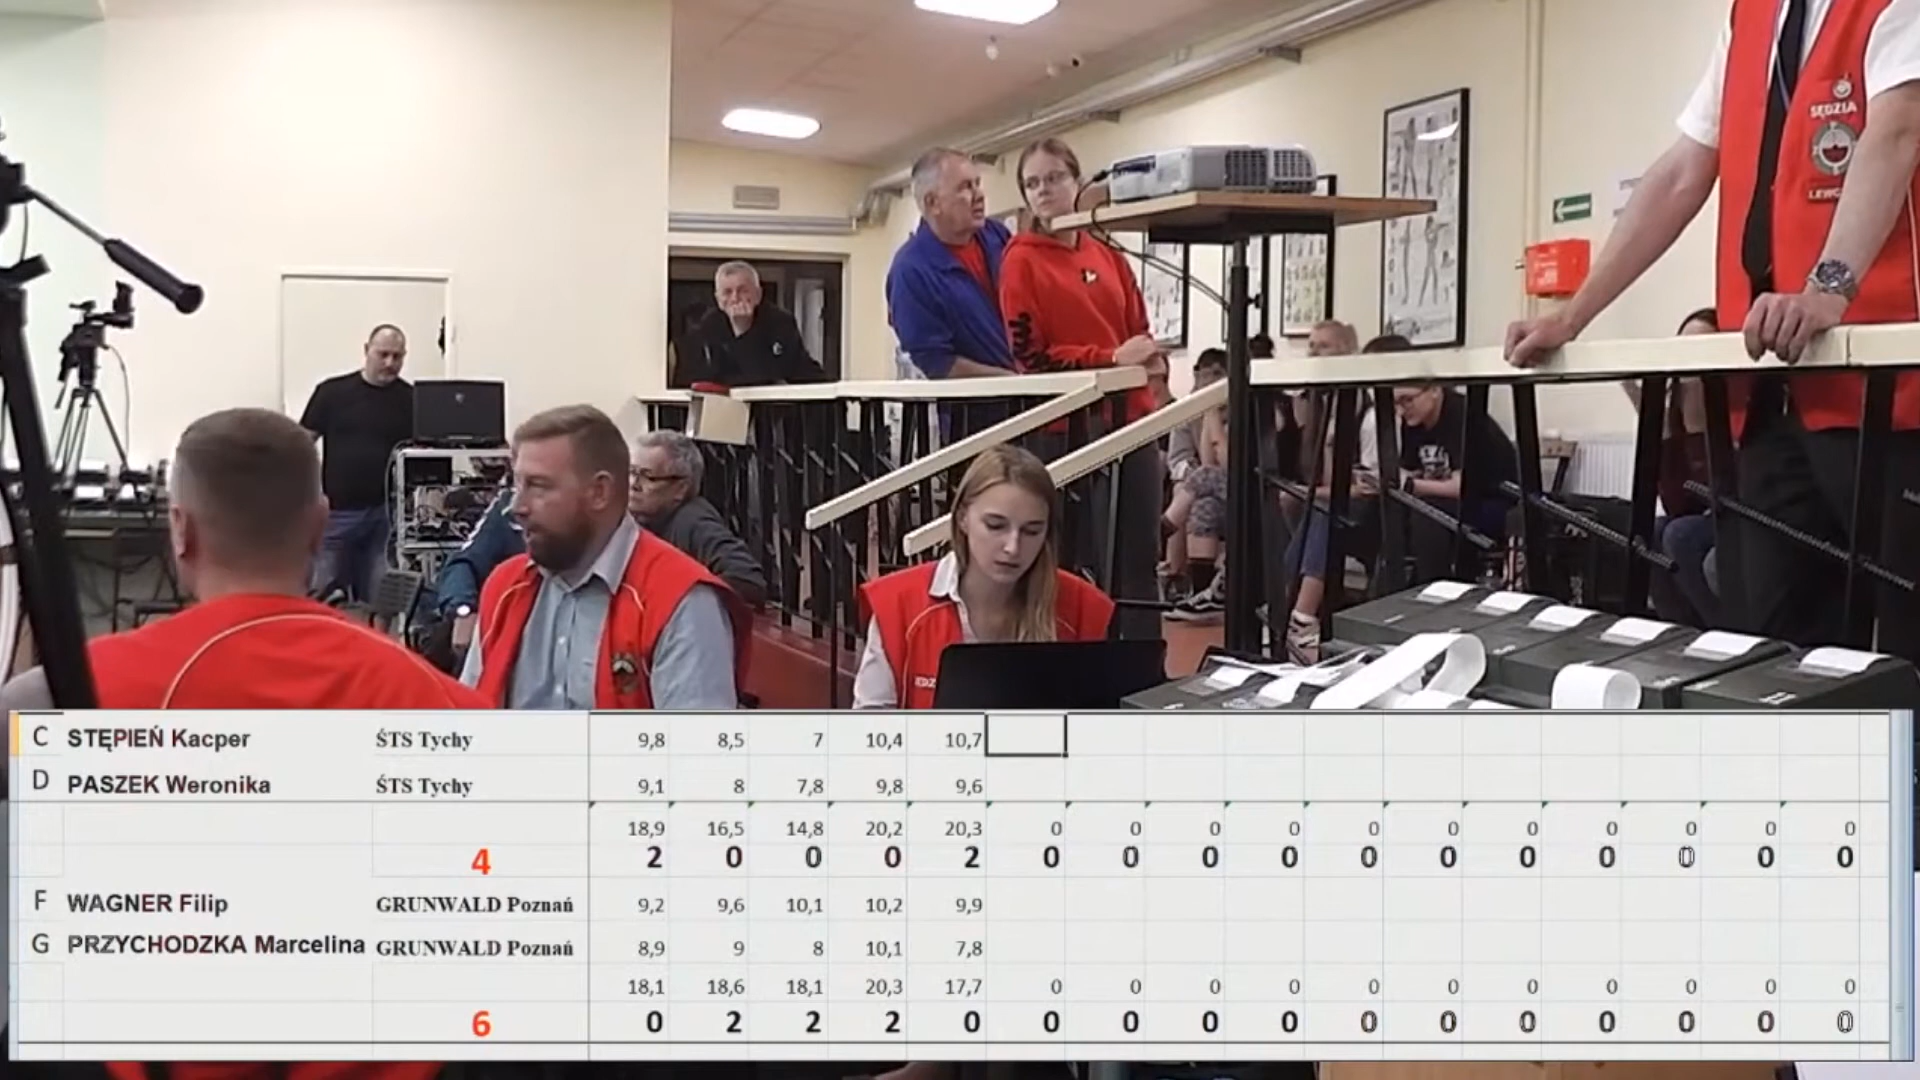 SĘDZIA
C STĘPIEŃ Kacper ŚTS Tychy 9,8 8,5 7 10,4 10,7
D PASZEK Weronika ŚTS Tychy 9,1 8 7,8 9,8 9,6
18,9 16,5 14,8 20,2 20,3 0 0 0 0 0 0 0 0 0 0 0
4 2 0 0 0 2 0 0 0 0 0 0 0 0 0 0 0
F WAGNER Filip GRUNWALD Poznań 9,2 9,6 10,1 10,2 9,9
G PRZYCHODZKA Marcelina GRUNWALD Poznań 8,9 9 8 10,1 7,8
18,1 18,6 18,1 20,3 17,7 0 0 0 0 0 0 0 0 0 0 0
6 0 2 2 2 0 0 0 0 0 0 0 0 0 0 0 0